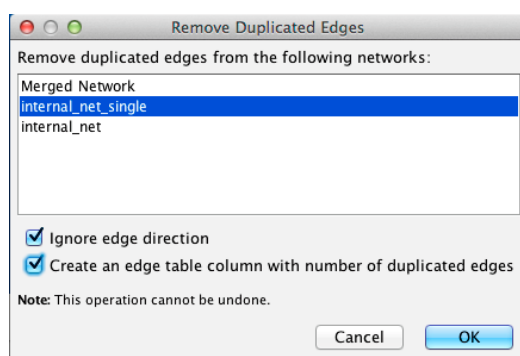 Remove Duplicated Edges
Remove duplicated edges from the following networks:
Merged Network
internal_net_single
internal_net
Ignore edge direction
Create an edge table column with number of duplicated edges
Note: This operation cannot be undone.
Cancel OK